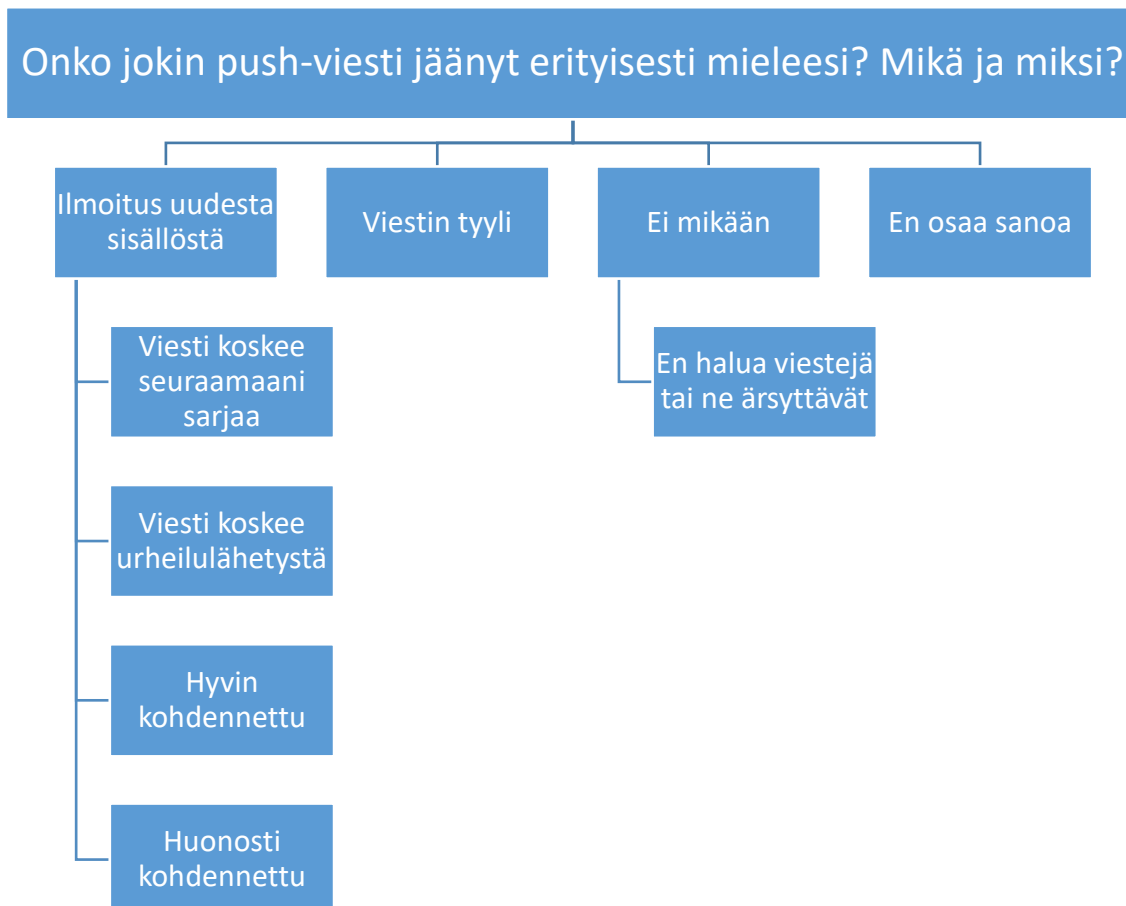 Onko jokin push-viesti jäänyt erityisesti mieleesi? Mikä ja miksi?
Ilmoitus uudesta
sisällöstä
Viestin tyyli
Ei mikään
En osaa sanoa
Viesti koskee
seuraamaani
sarjaa
En halua viestejä
tai ne ärsyttävät
Viesti koskee
urheilulähetystä
Hyvin
kohdennettu
Huonosti
kohdennettu